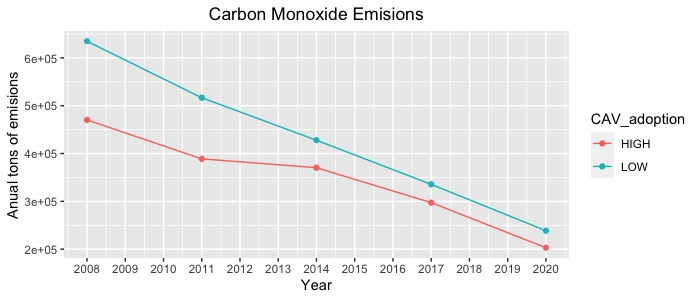 Carbon Monoxide Emisions
Anual tons of emisions
6e+05
5e+05
4e+05
3e+05
2e+05
2008 2009 2010 2011 2012 2013 2014 2015 2016 2017 2018 2019 2020
Year
CAV_adoption
HIGH
LOW